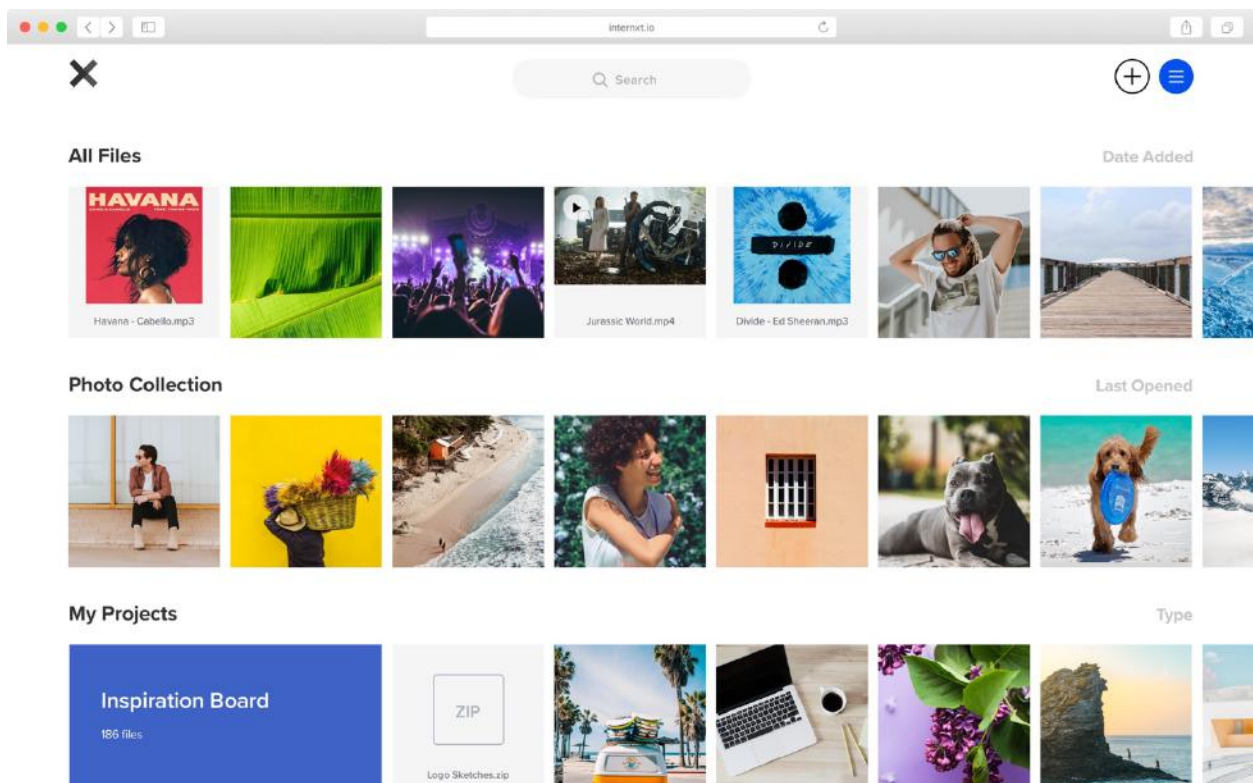 internxt.io
Search
All Files
Date Added
HAVANA
Havana - Cabello.mp3
Jurassic World.mp4
DIVIDE
Divide - Ed Sheeran.mp3
Photo Collection
Last Opened
My Projects
Type
Inspiration Board
186 files
ZIP
Logo Sketches.zip